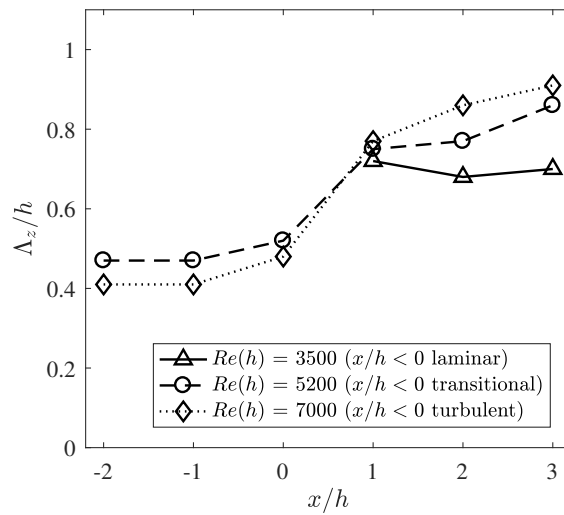 1
0.8
0.6
0.4
0.2
0
Λz/h
-2 -1 0 1 2 3
x/h
Re(h) = 3500 (x/h < 0 laminar)
Re(h) = 5200 (x/h < 0 transitional)
Re(h) = 7000 (x/h < 0 turbulent)